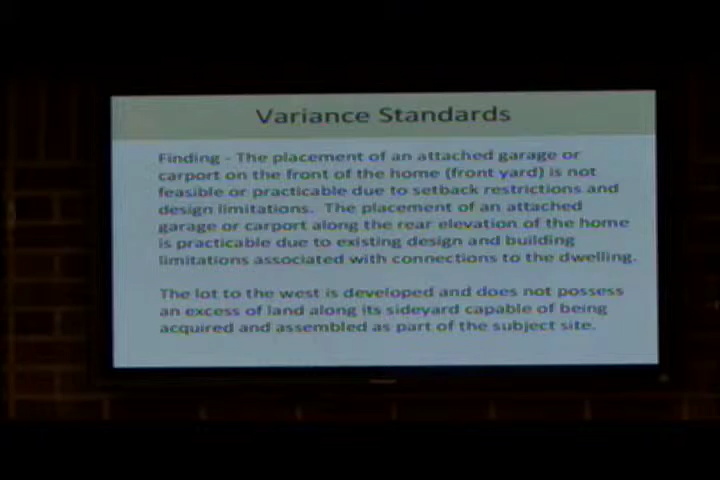 Variance Standards
Finding - The placement of an attached garage or
carport on the front of the home (front yard) is not
feasible or practicable due to setback restrictions and
design limitations. The placement of an attached
garage or carport along the rear elevation of the home
is practicable due to existing design and building
limitations associated with connections to the dwelling.
The lot to the west is developed and does not possess
an excess of land along its sideyard capable of being
acquired and assembled as part of the subject site.